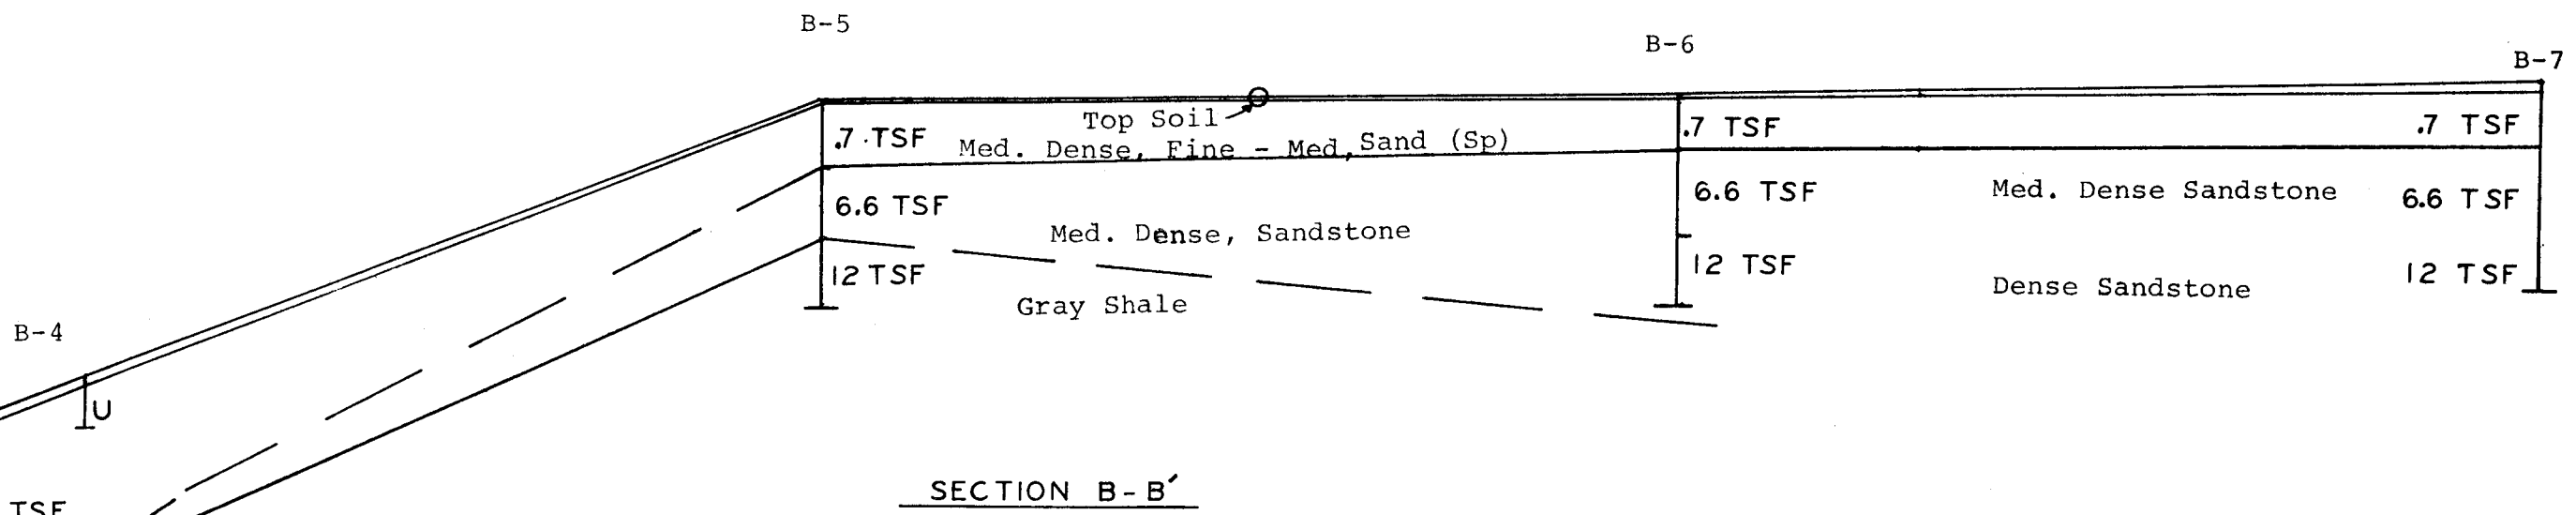 B-5
B-6
B-7
Top Soil
.7 TSF
Med. Dense, Fine - Med, Sand (Sp)
.7 TSF
.7 TSF
6.6 TSF
Med. Dense, Sandstone
6.6 TSF
Med. Dense Sandstone
6.6 TSF
12 TSF
Gray Shale
12 TSF
Dense Sandstone
12 TSF
B-4
U
TSF
SECTION B-B´